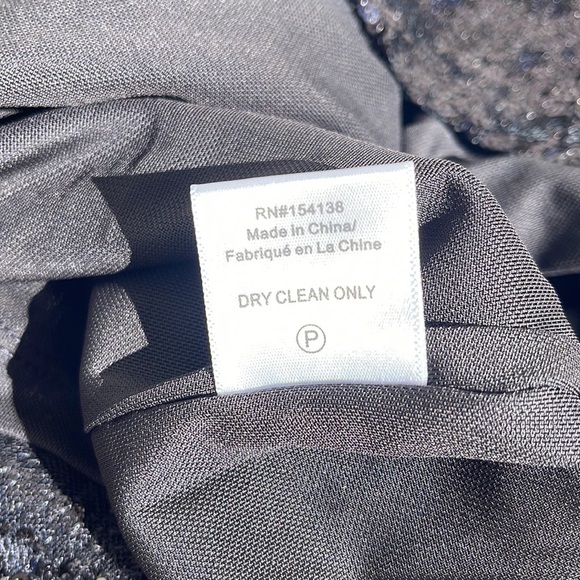 RN#154138
Made in China/
Fabriqué en La Chine
DRY CLEAN ONLY
P